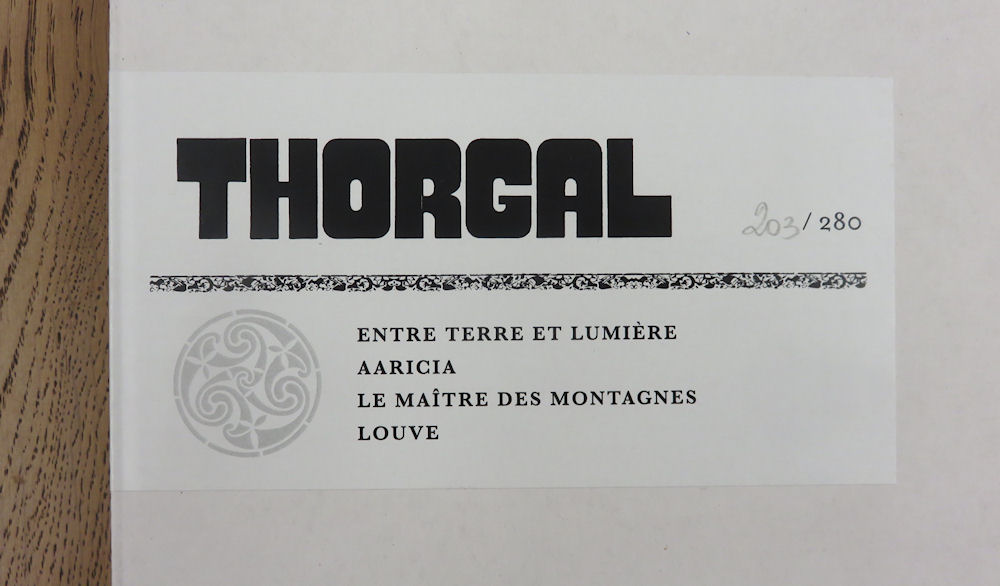 THORGAL
203 / 280
ENTRE TERRE ET LUMIÈRE
AARICIA
LE MAÎTRE DES MONTAGNES
LOUVE